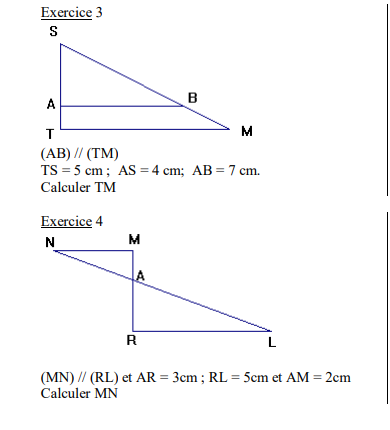 Exercice 3
S
A
B
T
M
(AB) // (TM)
TS = 5 cm ; AS = 4 cm; AB = 7 cm.
Calculer TM
Exercice 4
N
M
A
R
L
(MN) // (RL) et AR = 3cm ; RL = 5cm et AM = 2cm
Calculer MN